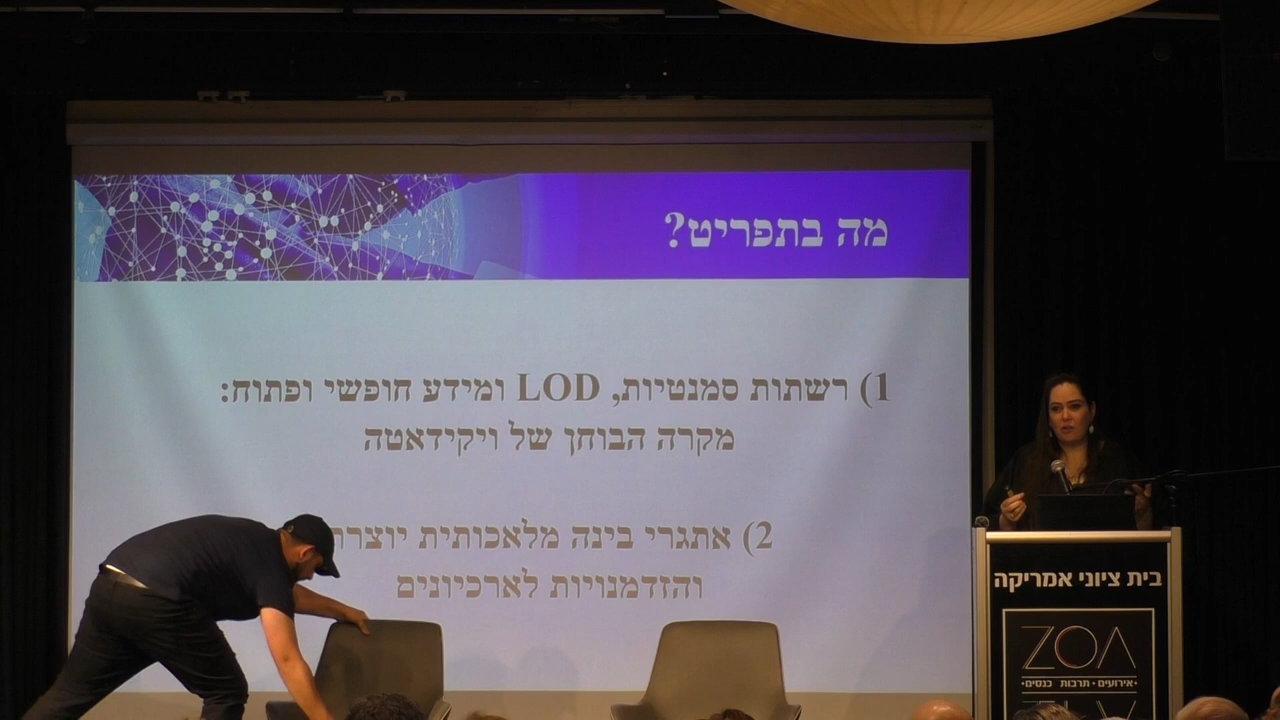 מה בתפריט?
1) רשתות סמנטיות, LOD ומידע חופשי ופתוח:
מקרה הבוחן של ויקידאטה
2) אתגרי בינה מלאכותית יוצרת
והזדמנויות לארכיונים
בית ציוני אמריקה
ZOA
•אירועים • תרבות כנסים•